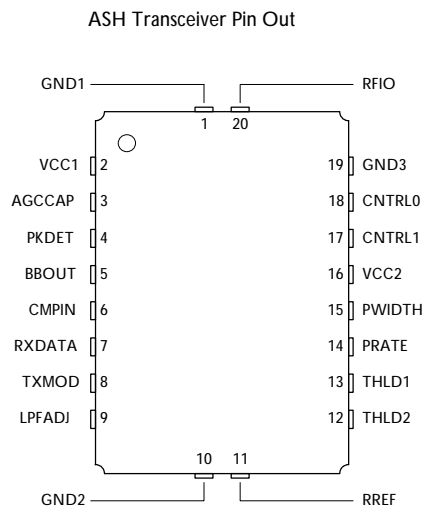 ASH Transceiver Pin Out
GND1 RFIO
1 20
VCC1 2 19 GND3
AGCCAP 3 18 CNTRL0
PKDET 4 17 CNTRL1
BBOUT 5 16 VCC2
CMPIN 6 15 PWIDTH
RXDATA 7 14 PRATE
TXMOD 8 13 THLD1
LPFADJ 9 12 THLD2
10 11
GND2 RREF